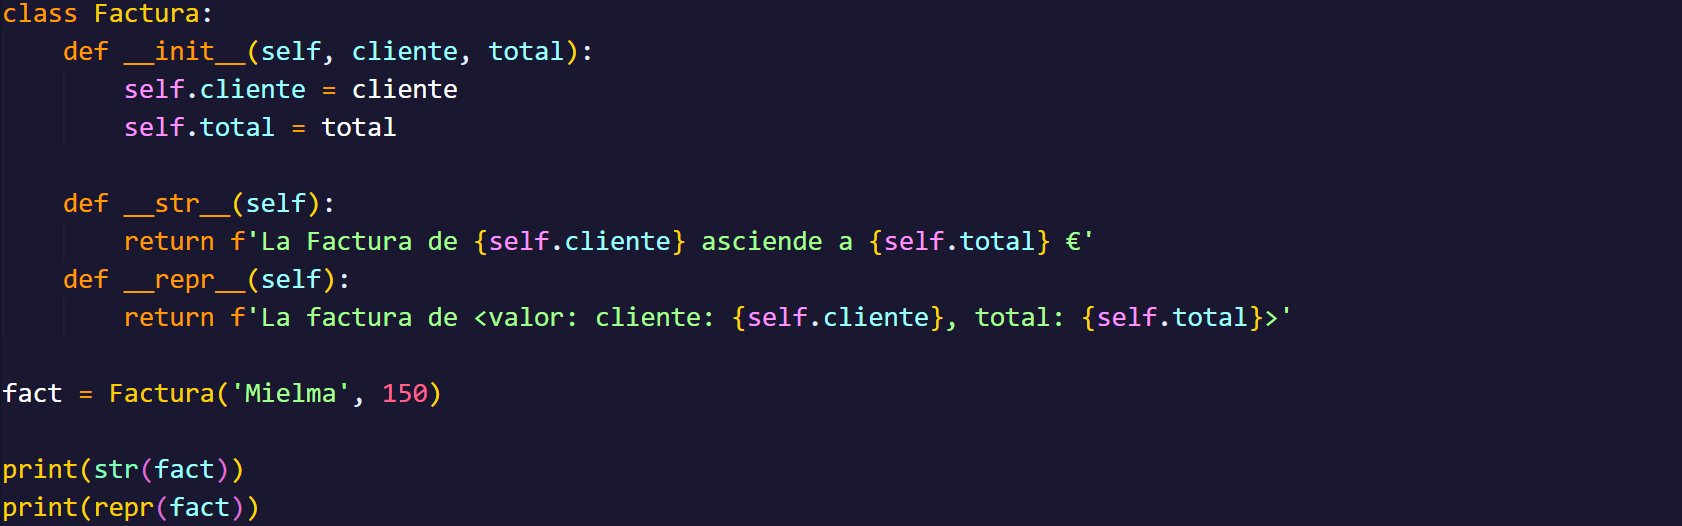 class Factura:
    def __init__(self, cliente, total):
        self.cliente = cliente
        self.total = total
    def __str__(self):
        return f'La Factura de {self.cliente} asciende a {self.total} €'
    def __repr__(self):
        return f'La factura de <valor: cliente: {self.cliente}, total: {self.total}>'
fact = Factura('Mielma', 150)
print(str(fact))
print(repr(fact))